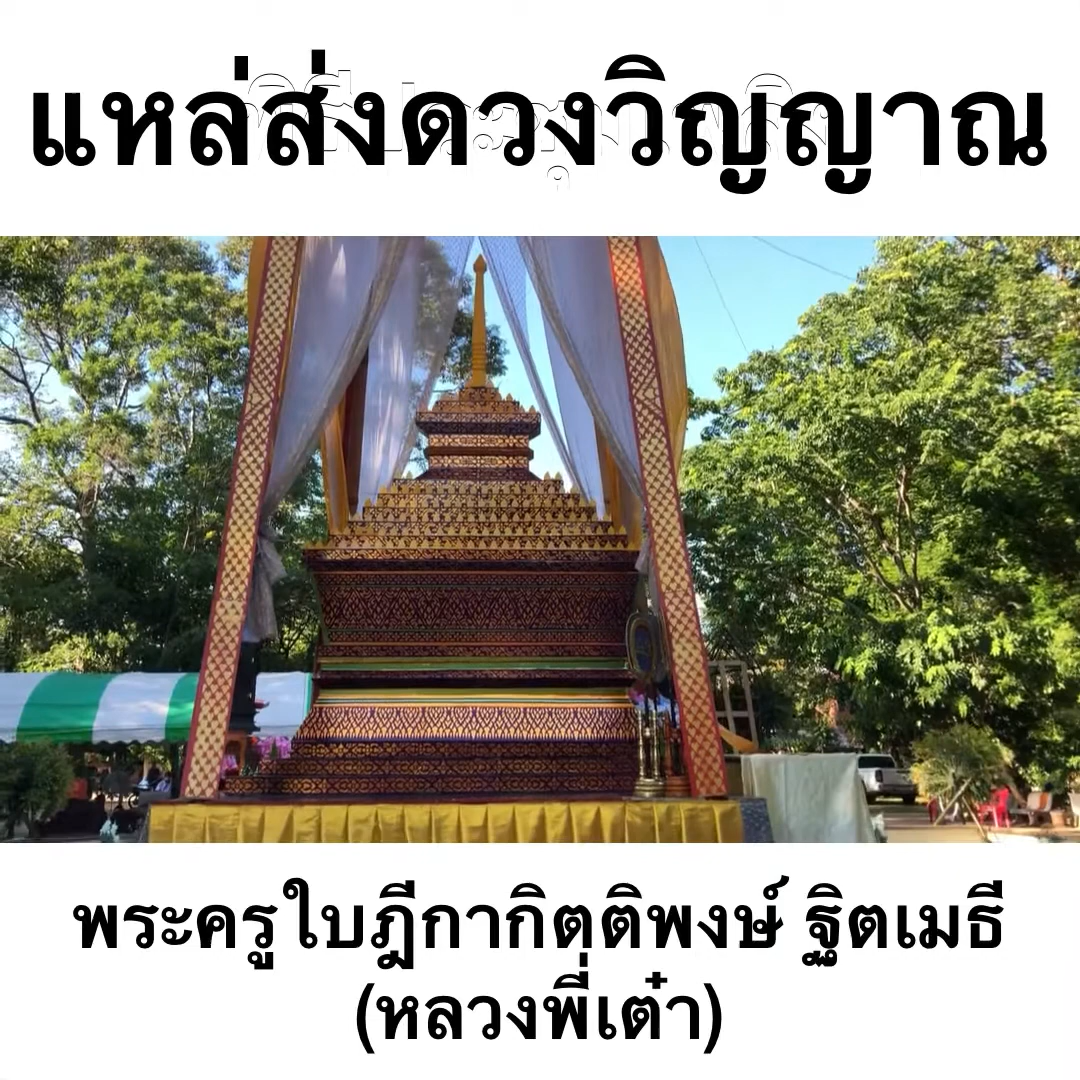 แหล่ส่งดวงวิญญาณ
พระครูใบฎีกากิตติพงษ์ ฐิตเมธี
(หลวงพี่เต๋า)